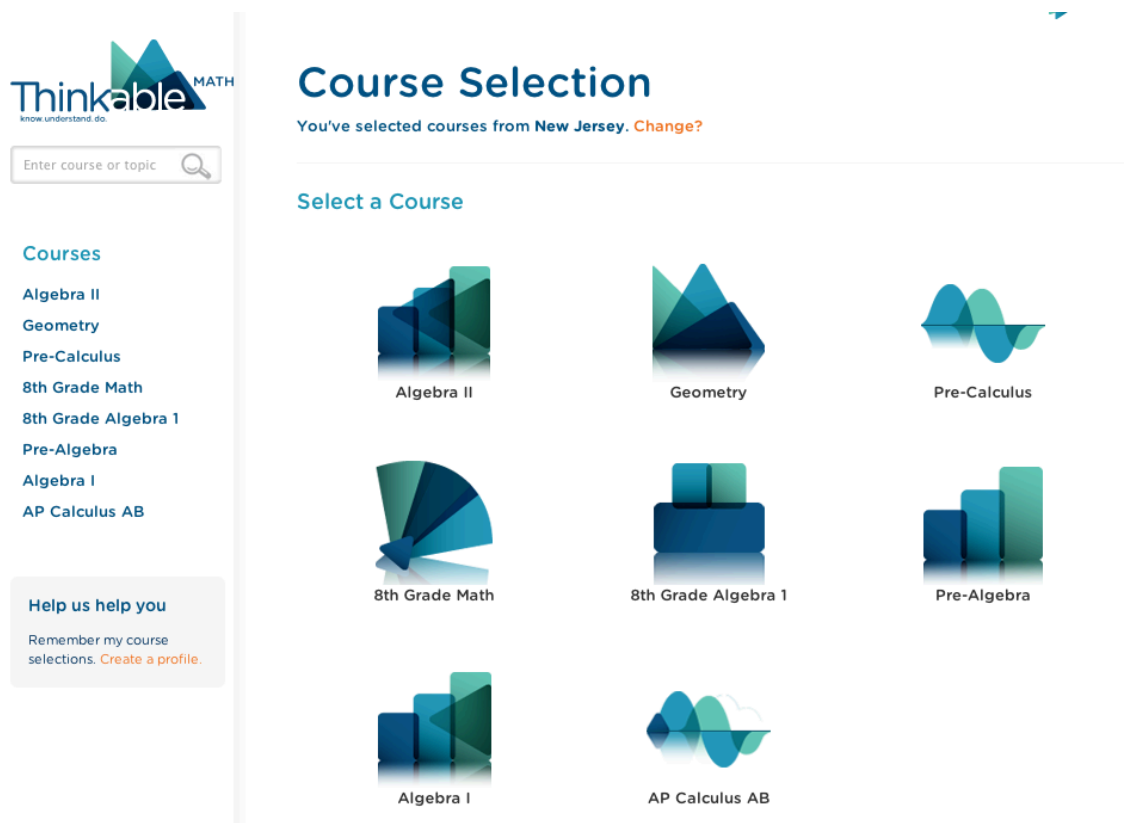 Thinkable MATH
know.understand.do.
Enter course or topic
Courses
Algebra II
Geometry
Pre-Calculus
8th Grade Math
8th Grade Algebra 1
Pre-Algebra
Algebra I
AP Calculus AB
Help us help you
Remember my course
selections. Create a profile.
Course Selection
You've selected courses from New Jersey. Change?
Select a Course
Algebra II
Geometry
Pre-Calculus
8th Grade Math
8th Grade Algebra 1
Pre-Algebra
Algebra I
AP Calculus AB